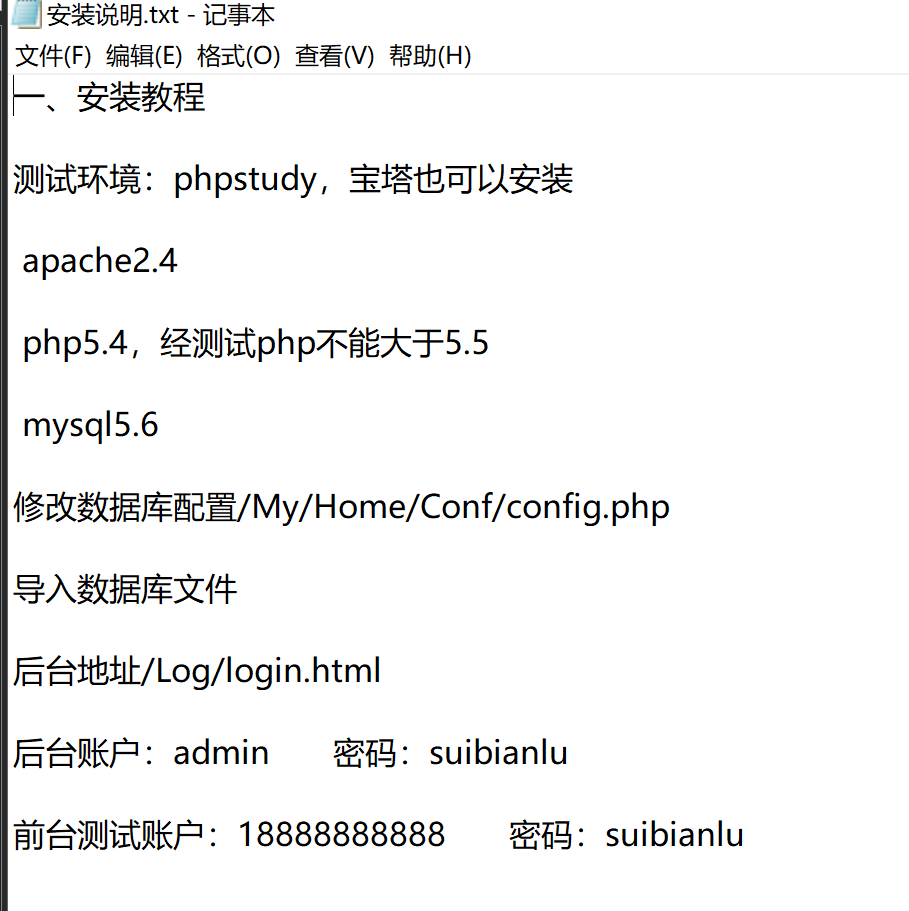 安装说明.txt - 记事本
文件(F) 编辑(E) 格式(O) 查看(V) 帮助(H)
一、安装教程
测试环境：phpstudy，宝塔也可以安装
apache2.4
php5.4，经测试php不能大于5.5
mysql5.6
修改数据库配置/My/Home/Conf/config.php
导入数据库文件
后台地址/Log/login.html
后台账户：admin 密码：suibianlu
前台测试账户：18888888888 密码：suibianlu